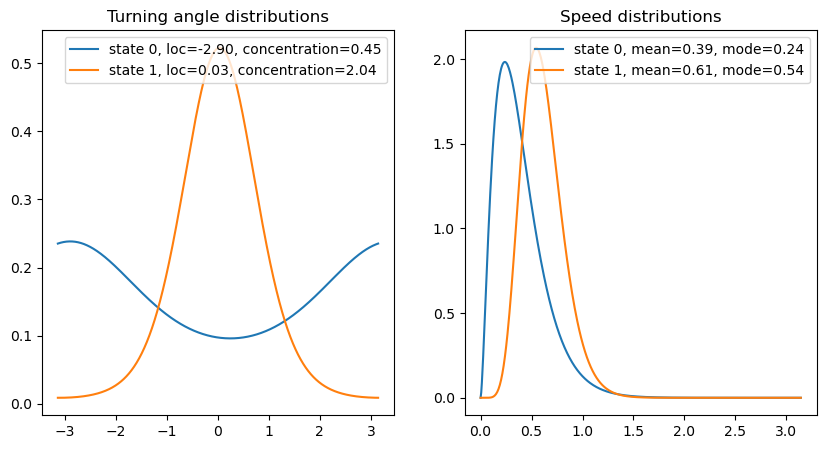 Turning angle distributions
state 0, loc=-2.90, concentration=0.45
state 1, loc=0.03, concentration=2.04
0.5
0.4
0.3
0.2
0.1
0.0
−3 −2 −1 0 1 2 3
Speed distributions
state 0, mean=0.39, mode=0.24
state 1, mean=0.61, mode=0.54
2.0
1.5
1.0
0.5
0.0
0.0 0.5 1.0 1.5 2.0 2.5 3.0